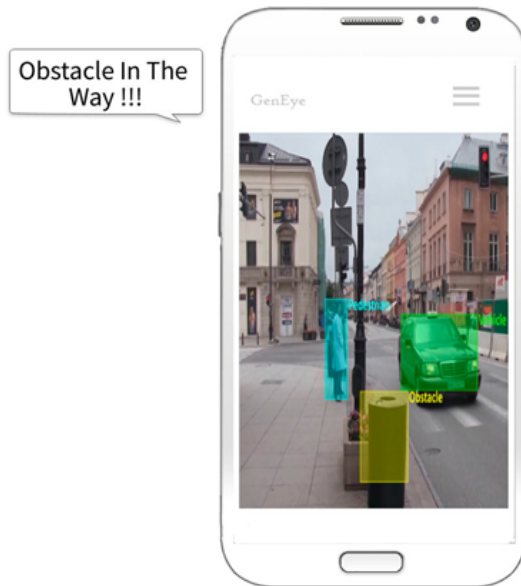 Obstacle In The
Way !!!
GenEye
Pedestrian
Vehicle
Obstacle